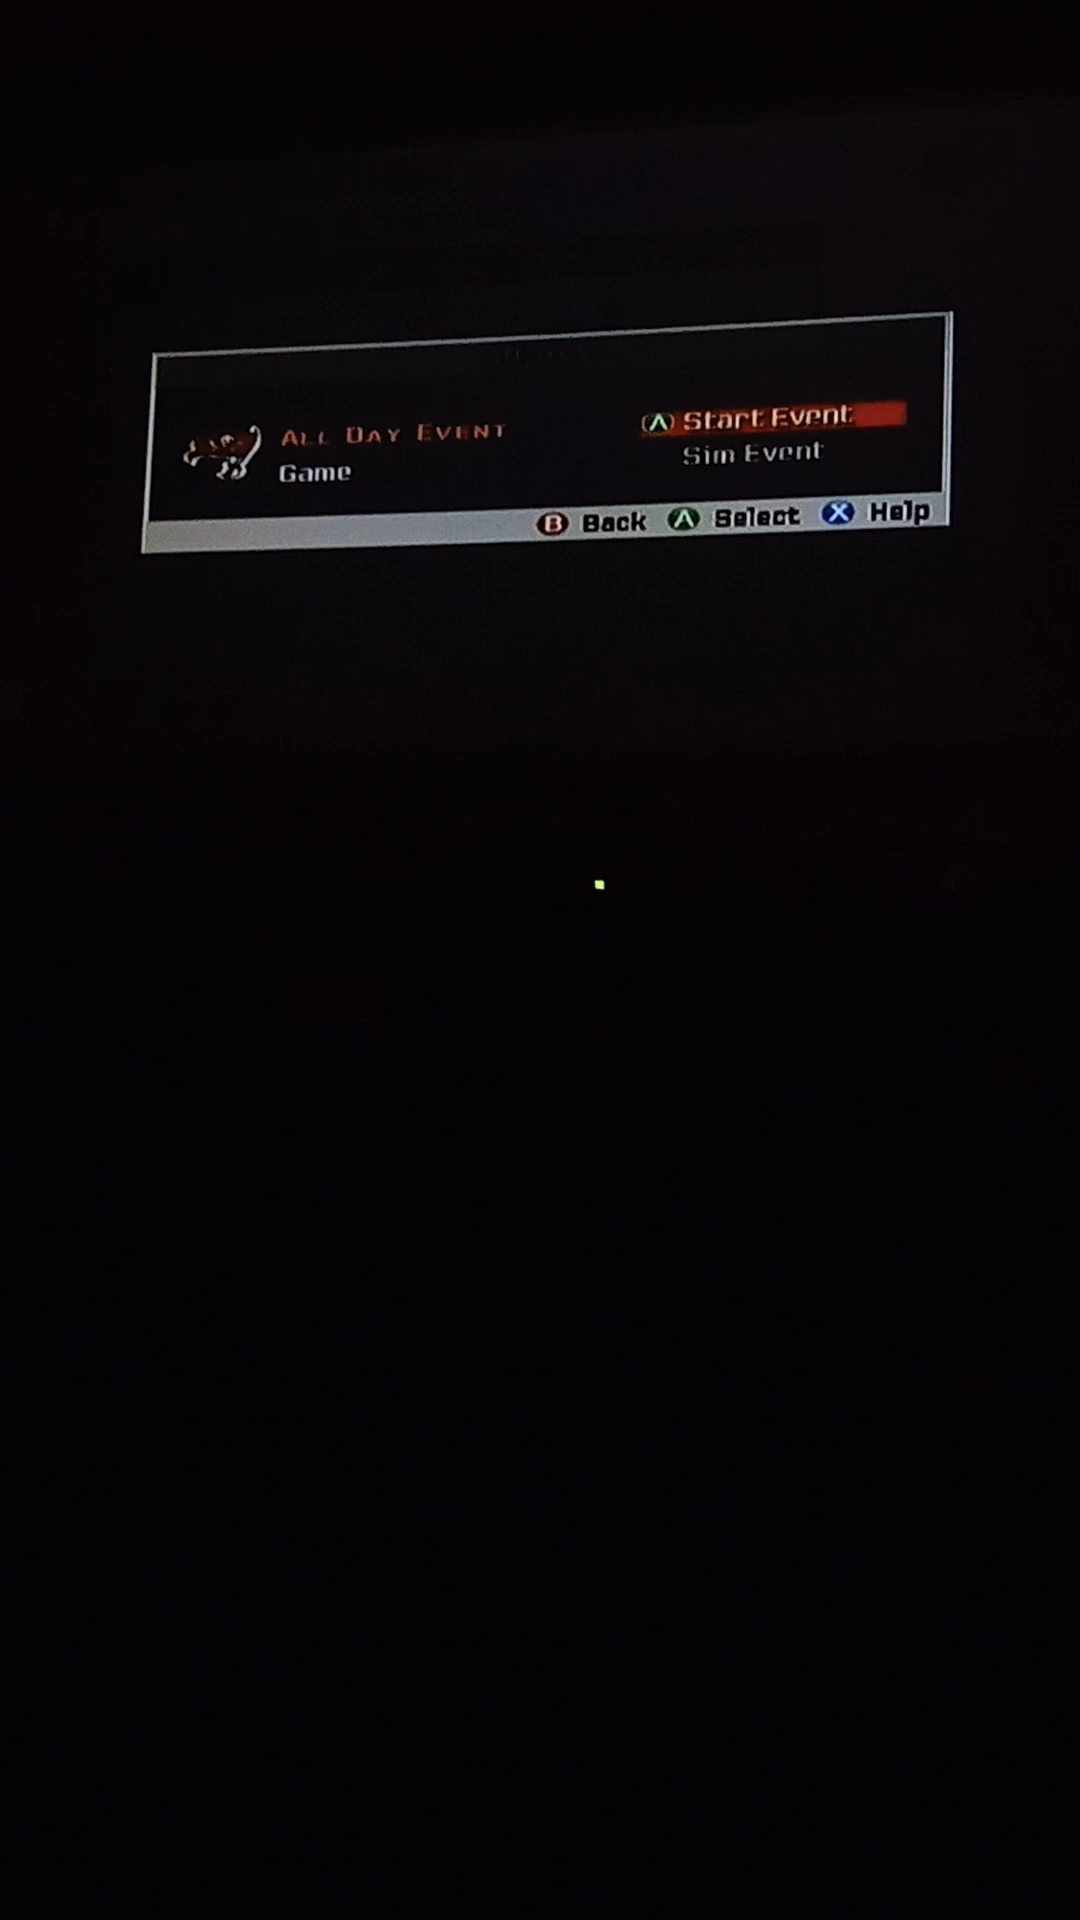 All Day Event
Game
A Start Event
Sim Event
B Back A Select X Help